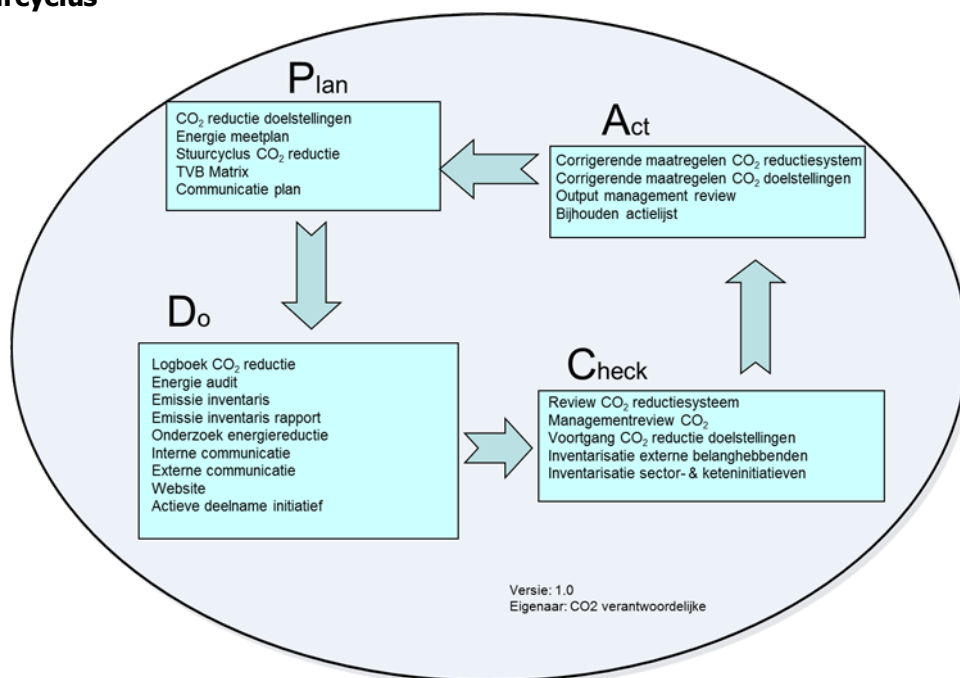 Plan
CO₂ reductie doelstellingen
Energie meetplan
Stuurcyclus CO₂ reductie
TVB Matrix
Communicatie plan
Act
Corrigerende maatregelen CO₂ reductiesystem
Corrigerende maatregelen CO₂ doelstellingen
Output management review
Bijhouden actielijst
Do
Logboek CO₂ reductie
Energie audit
Emissie inventaris
Emissie inventaris rapport
Onderzoek energiereductie
Interne communicatie
Externe communicatie
Website
Actieve deelname initiatief
Check
Review CO₂ reductiesysteem
Managementreview CO₂
Voortgang CO₂ reductie doelstellingen
Inventarisatie externe belanghebbenden
Inventarisatie sector- & keteninitiatieven
Versie: 1.0
Eigenaar: CO2 verantwoordelijke